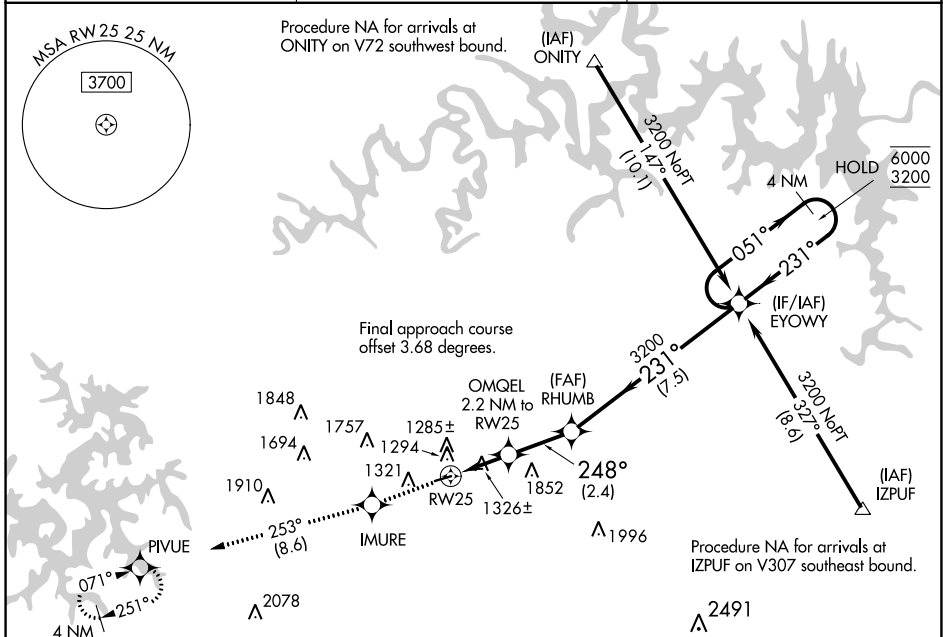 MSA RW25 25 NM
3700
Procedure NA for arrivals at
ONITY on V72 southwest bound.
(IAF)
ONITY
3200 NoPT
147°
(10.1)
HOLD
6000
3200
4 NM
051°
231°
(IF/IAF)
EYOWY
Final approach course
offset 3.68 degrees.
3200
231°
(7.5)
OMQEL
2.2 NM to
RW25
(FAF)
RHUMB
3200 NoPT
327°
(8.6)
1848
1757
1285±
1694
1294
1321
1910
RW25
1326±
1852
248°
(2.4)
(IAF)
IZPUF
1996
253°
(8.6)
IMURE
PIVUE
Procedure NA for arrivals at
IZPUF on V307 southeast bound.
071°
251°
4 NM
2078
2491